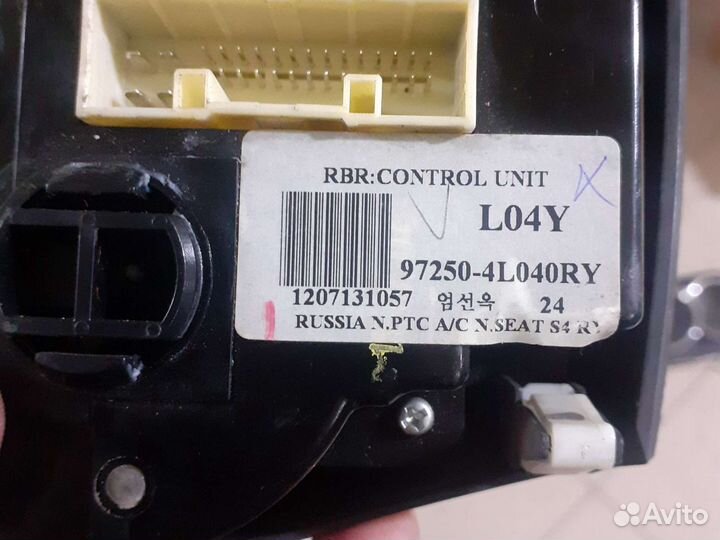 RBR:CONTROL UNIT
L04Y
97250-4L040RY
1207131057 엄선옥 24
RUSSIA N.PTC A/C N.SEAT S4 RY
Avito